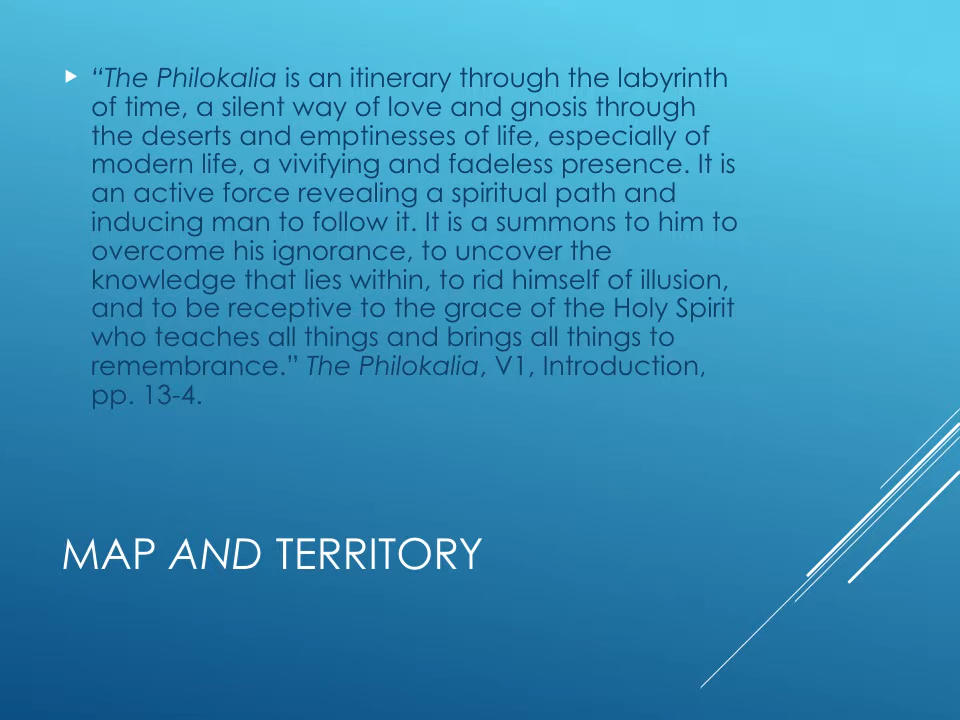 “The Philokalia is an itinerary through the labyrinth
of time, a silent way of love and gnosis through
the deserts and emptinesses of life, especially of
modern life, a vivifying and fadeless presence. It is
an active force revealing a spiritual path and
inducing man to follow it. It is a summons to him to
overcome his ignorance, to uncover the
knowledge that lies within, to rid himself of illusion,
and to be receptive to the grace of the Holy Spirit
who teaches all things and brings all things to
remembrance.” The Philokalia, V1, Introduction,
pp. 13-4.
MAP AND TERRITORY